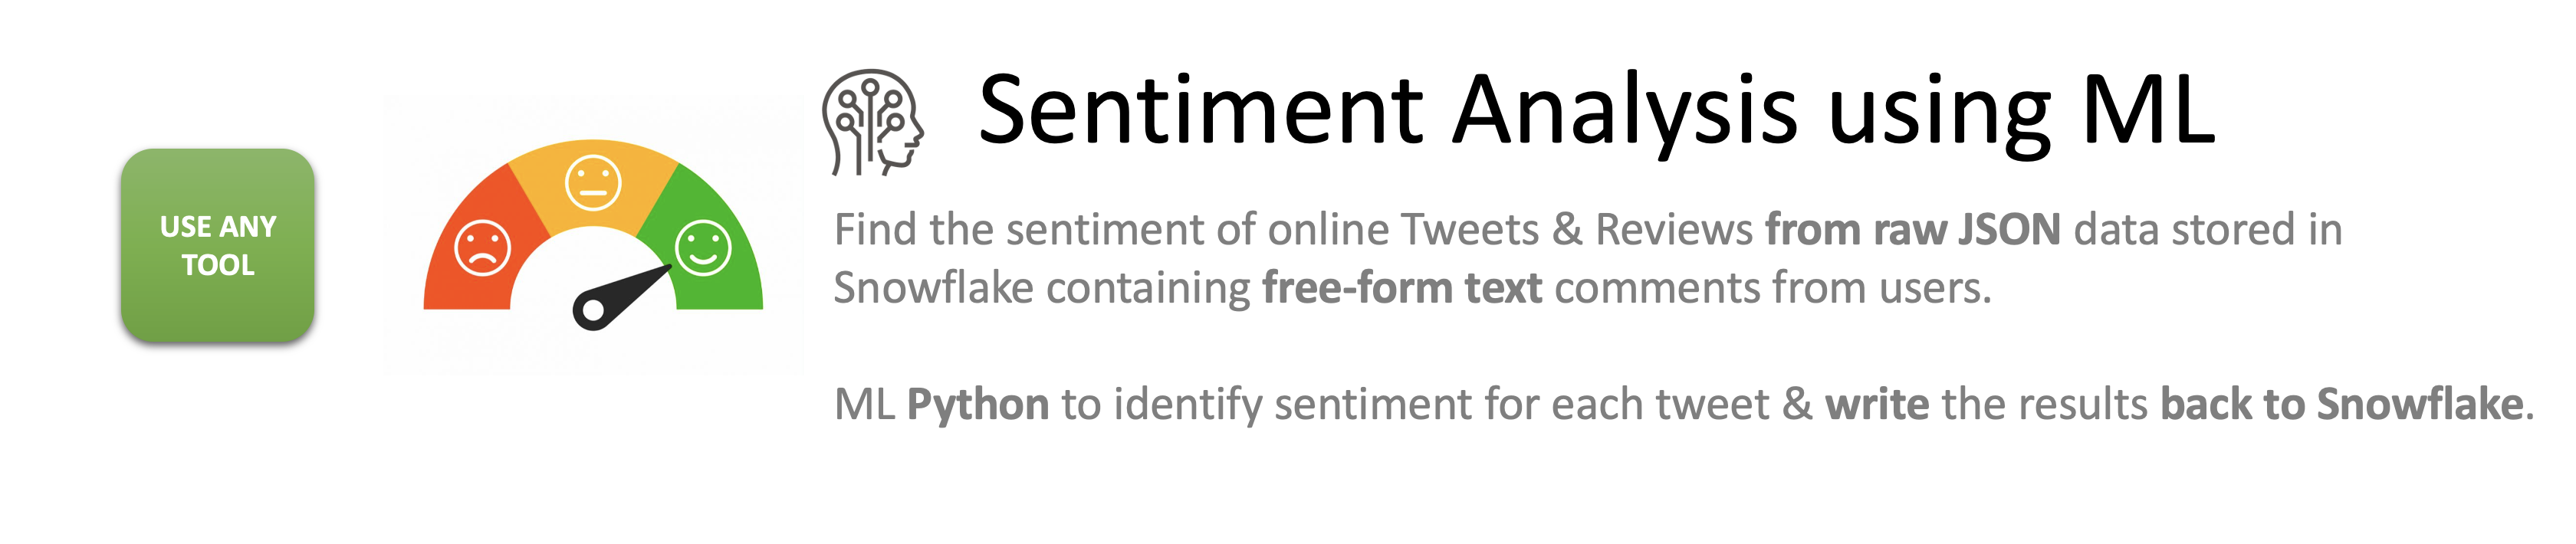 USE ANY
TOOL
Sentiment Analysis using ML
Find the sentiment of online Tweets & Reviews from raw JSON data stored in
Snowflake containing free-form text comments from users.
ML Python to identify sentiment for each tweet & write the results back to Snowflake.